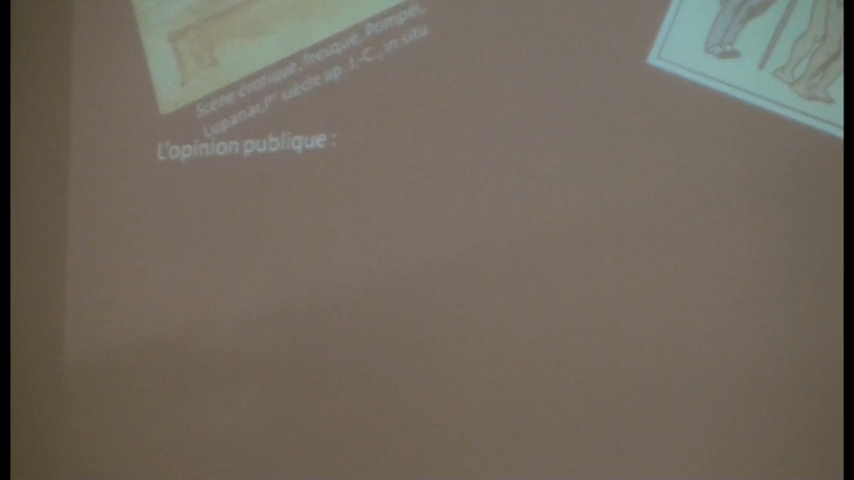 Scène érotique, fresque, Pompéi,
Lupanar, Iᵉʳ siècle ap. J.-C., in situ
L'opinion publique :